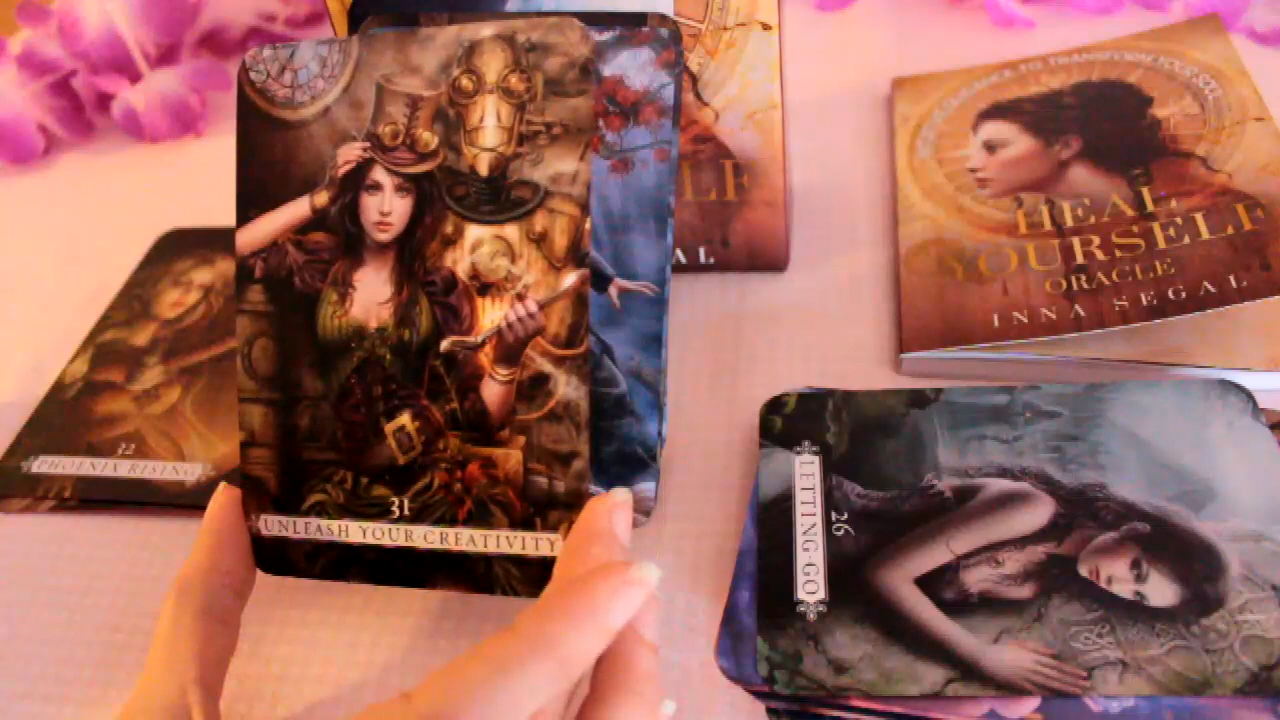 31
UNLEASH YOUR CREATIVITY
32
PHOENIX RISING
LF
AL
HEAL
YOURSELF
ORACLE
INNA SEGAL
26
LETTING GO